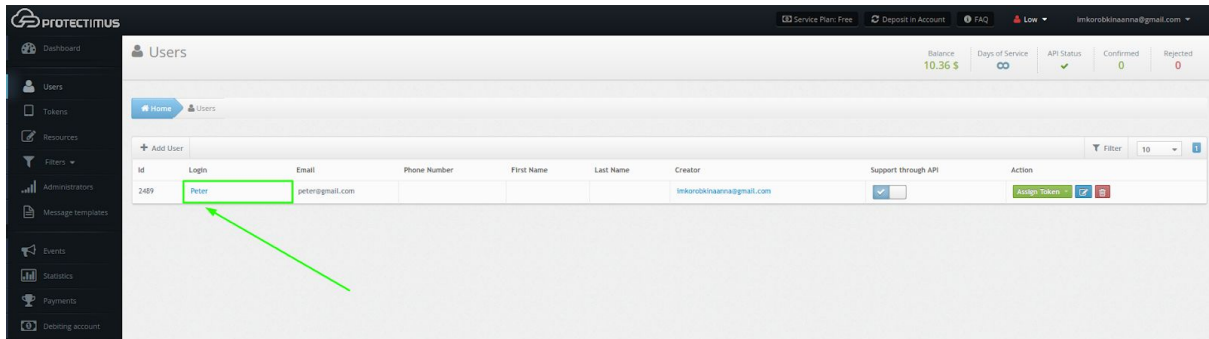 PROTECTIMUS
Service Plan: Free
Deposit in Account
FAQ
Low
imkorobkinaanna@gmail.com
Dashboard
Users
Tokens
Resources
Filters
Administrators
Message templates
Events
Statistics
Payments
Debiting account
Users
Balance
10.36 $
Days of Service
∞
API Status
Confirmed
0
Rejected
0
Home
Users
+ Add User
Filter
10
1
Id Login Email Phone Number First Name Last Name Creator Support through API Action
2489 Peter peter@gmail.com imkorobkinaanna@gmail.com Assign Token